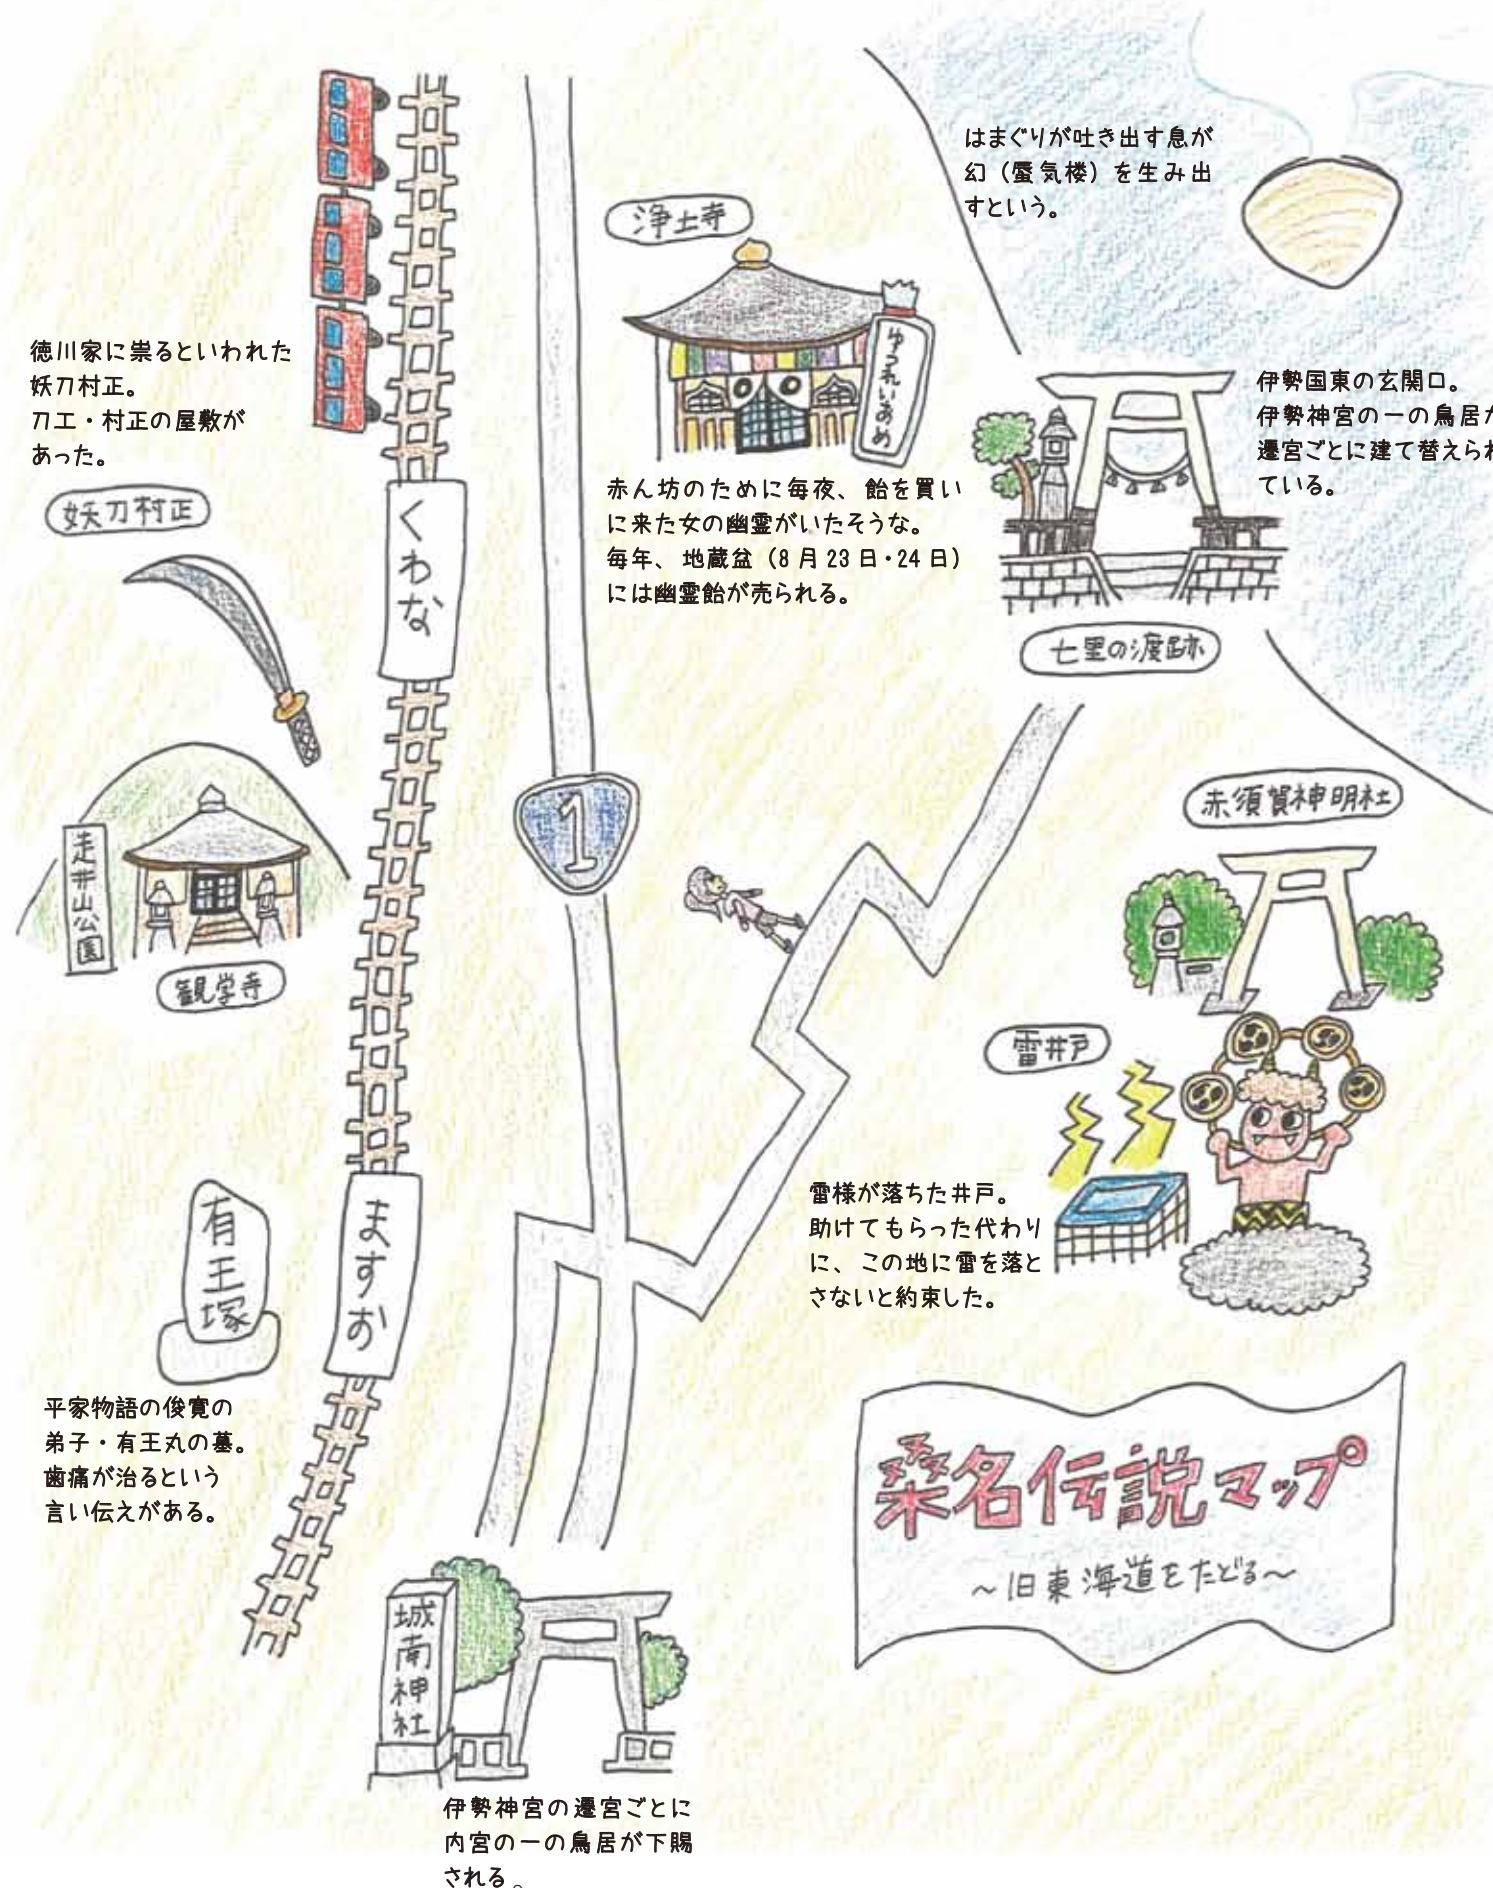 はまぐりが吐き出す息が
幻（蜃気楼）を生み出
すという。
浄土寺
ゆうれいあめ
赤ん坊のために毎夜、飴を買い
に来た女の幽霊がいたそうな。
毎年、地蔵盆（8月23日・24日）
には幽霊飴が売られる。
徳川家に祟るといわれた
妖刀村正。
刀工・村正の屋敷が
あった。
妖刀村正
くわな
伊勢国東の玄関口。
伊勢神宮の一の鳥居が
遷宮ごとに建て替えられ
ている。
七里の渡跡
1
走井山公園
観学寺
赤須賀神明社
雷井戸
雷様が落ちた井戸。
助けてもらった代わり
に、この地に雷を落と
さないと約束した。
有王塚
ますお
平家物語の俊寛の
弟子・有王丸の墓。
歯痛が治るという
言い伝えがある。
桑名伝説マップ
～旧東海道をたどる～
城南神社
伊勢神宮の遷宮ごとに
内宮の一の鳥居が下賜
される。